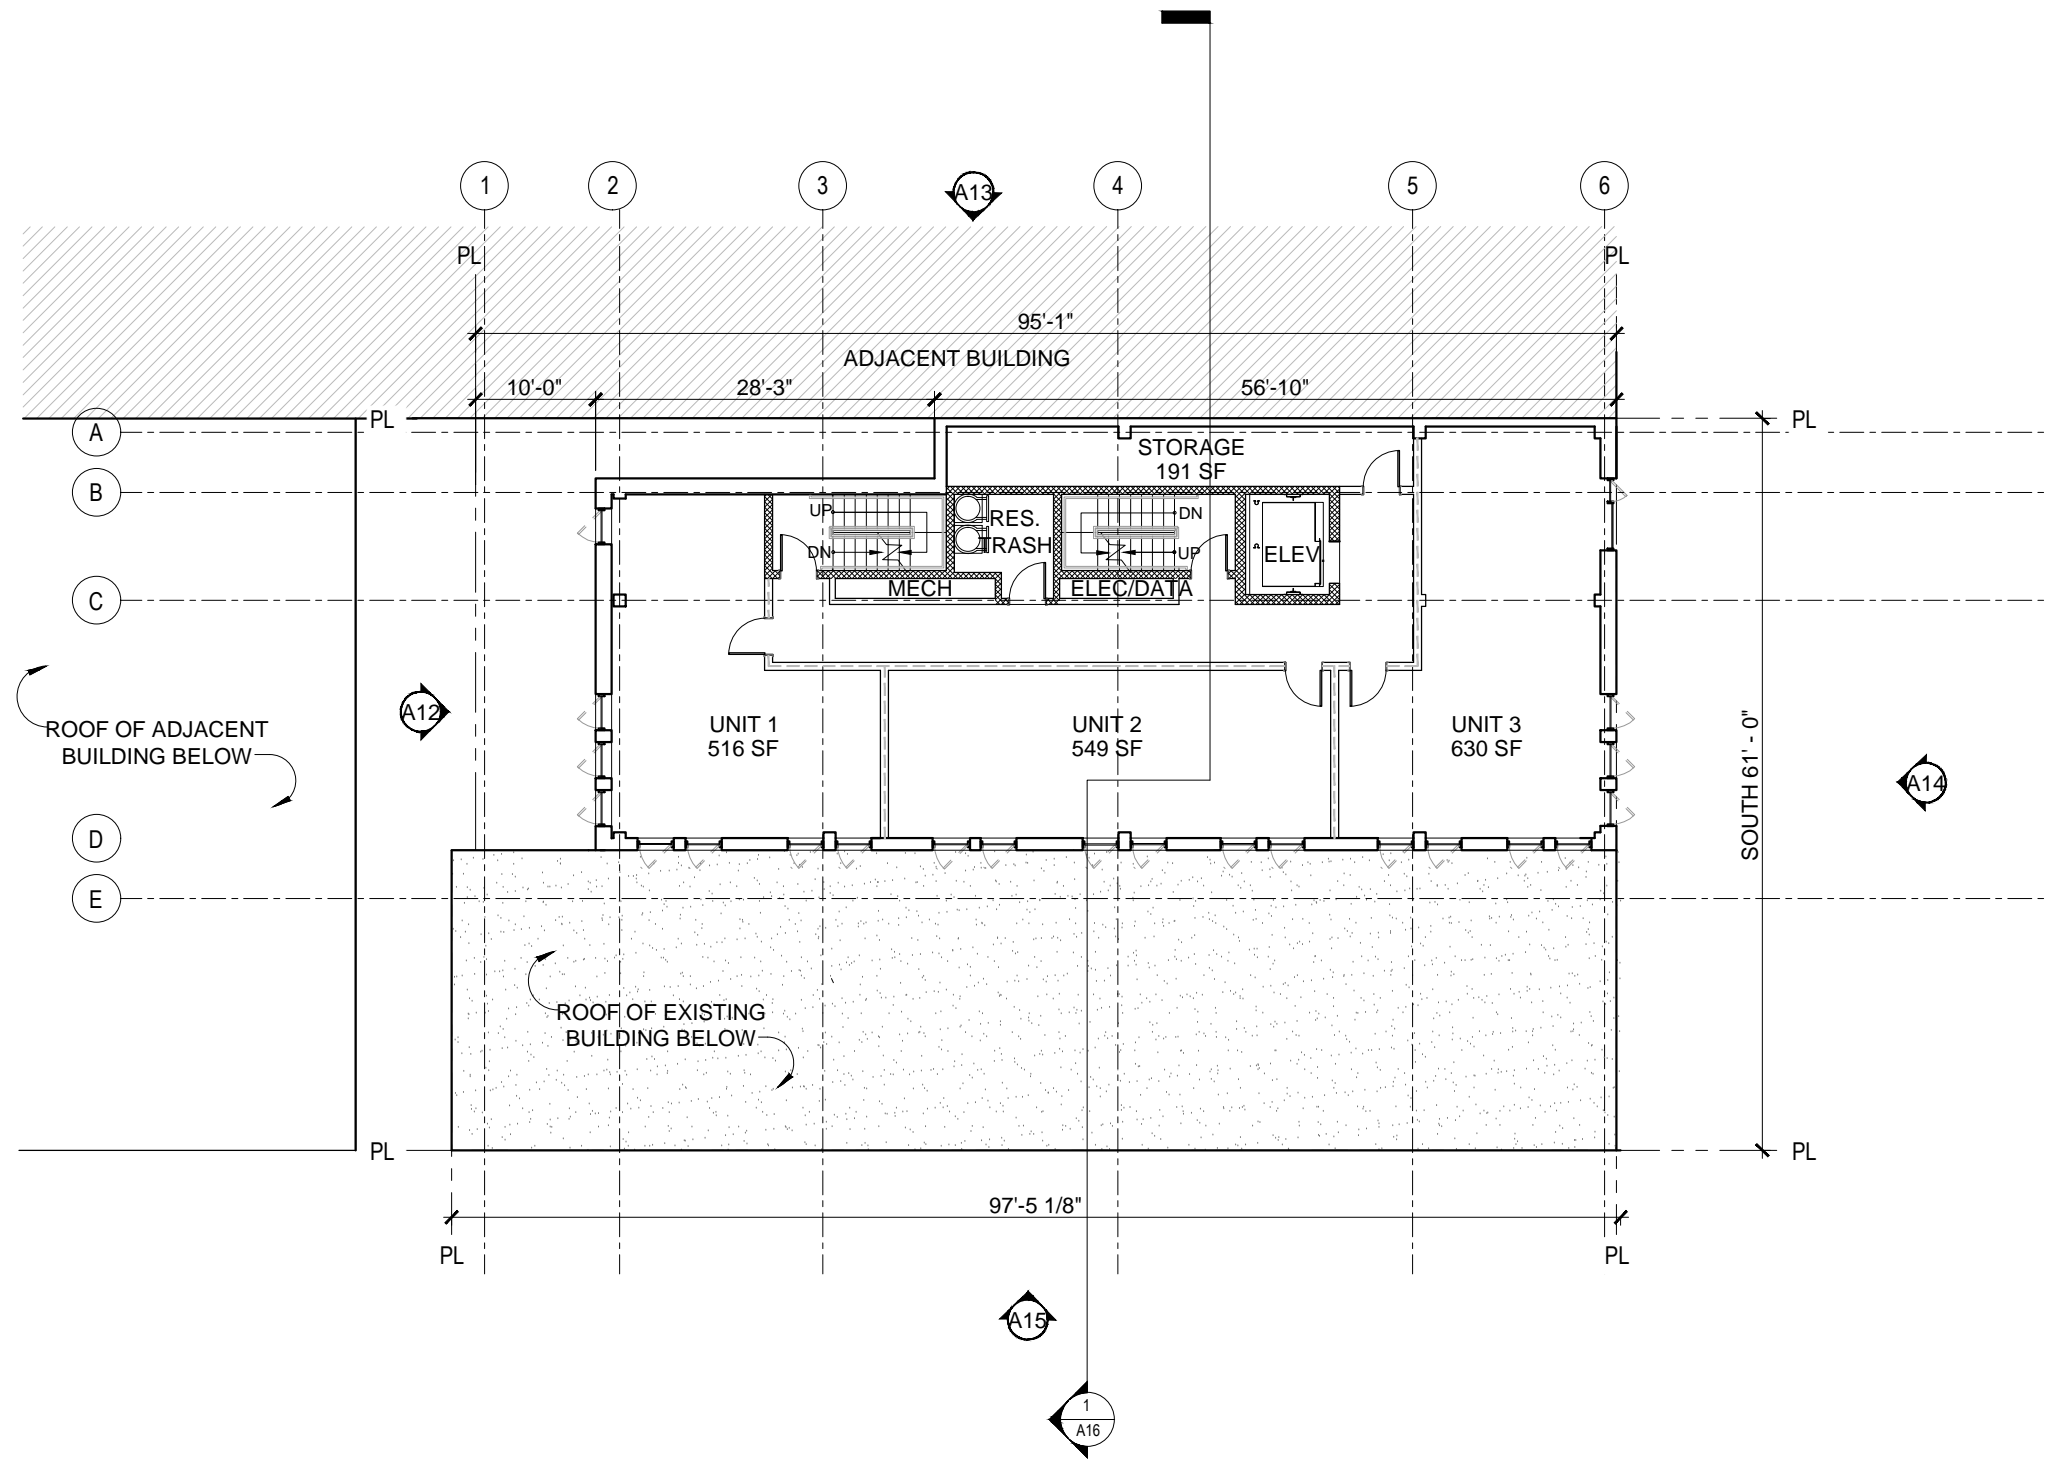 1
2
3
4
5
6
A13
PL
PL
95'-1"
ADJACENT BUILDING
10'-0"
28'-3"
56'-10"
PL
PL
A
B
C
D
E
STORAGE
191 SF
UP
DN
RES.
TRASH
DN
UP
ELEV.
MECH
ELEC/DATA
A12
ROOF OF ADJACENT
BUILDING BELOW
UNIT 1
516 SF
UNIT 2
549 SF
UNIT 3
630 SF
SOUTH 61' - 0"
A14
ROOF OF EXISTING
BUILDING BELOW
PL
PL
97'-5 1/8"
PL
PL
A15
1
A16